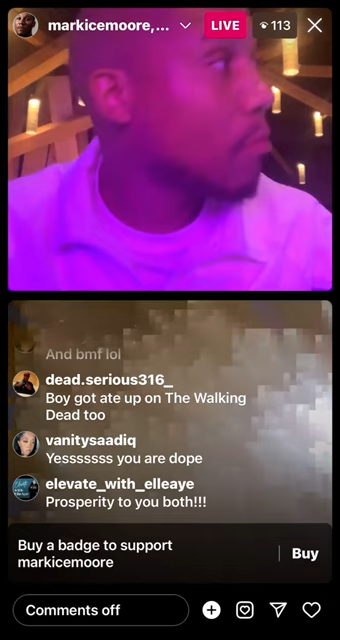 markicemoore,...
LIVE
113
And bmf lol
dead.serious316_
Boy got ate up on The Walking
Dead too
vanitysaadiq
Yesssssss you are dope
elevate_with_elleaye
Prosperity to you both!!!
Buy a badge to support
markicemoore
Buy
Comments off